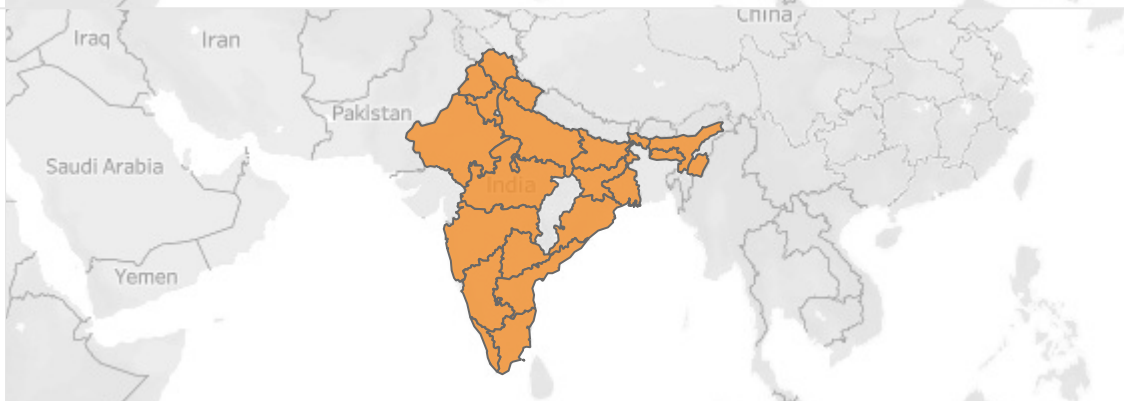 China
Iraq
Iran
Pakistan
Saudi Arabia
India
Yemen